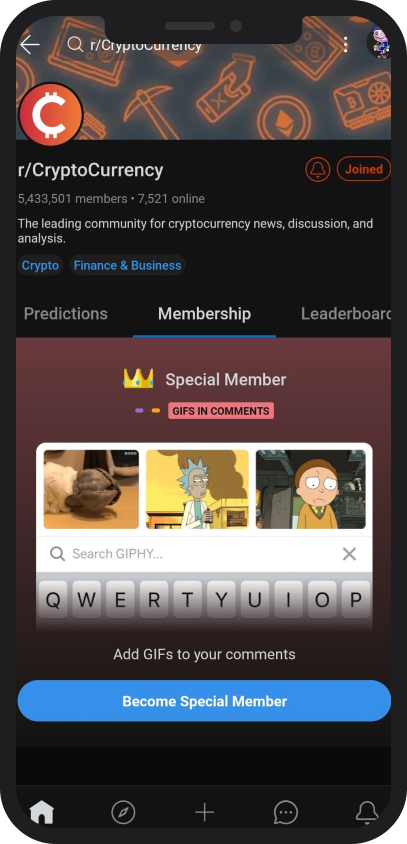 r/CryptoCurrency
r/CryptoCurrency
Joined
5,433,501 members • 7,521 online
The leading community for cryptocurrency news, discussion, and
analysis.
Crypto Finance & Business
Predictions Membership Leaderboard
Special Member
GIFS IN COMMENTS
Search GIPHY...
Q W E R T Y U I O P
Add GIFs to your comments
Become Special Member